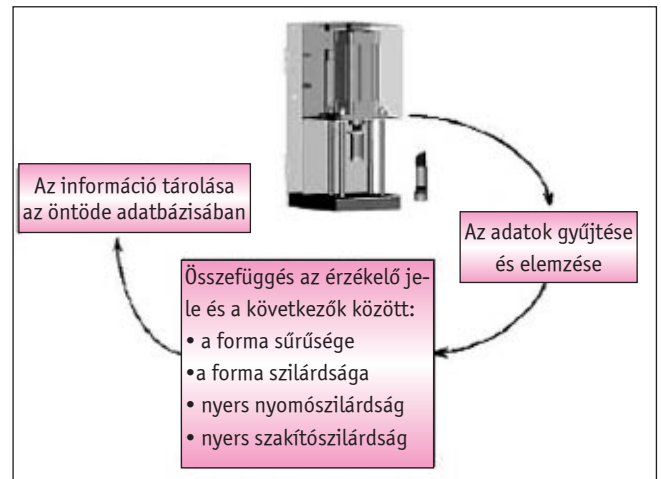 Az információ tárolása
az öntöde adatbázisában
Az adatok gyűjtése
és elemzése
Összefüggés az érzékelő je-
le és a következők között:
• a forma sűrűsége
•a forma szilárdsága
• nyers nyomószilárdság
• nyers szakítószilárdság